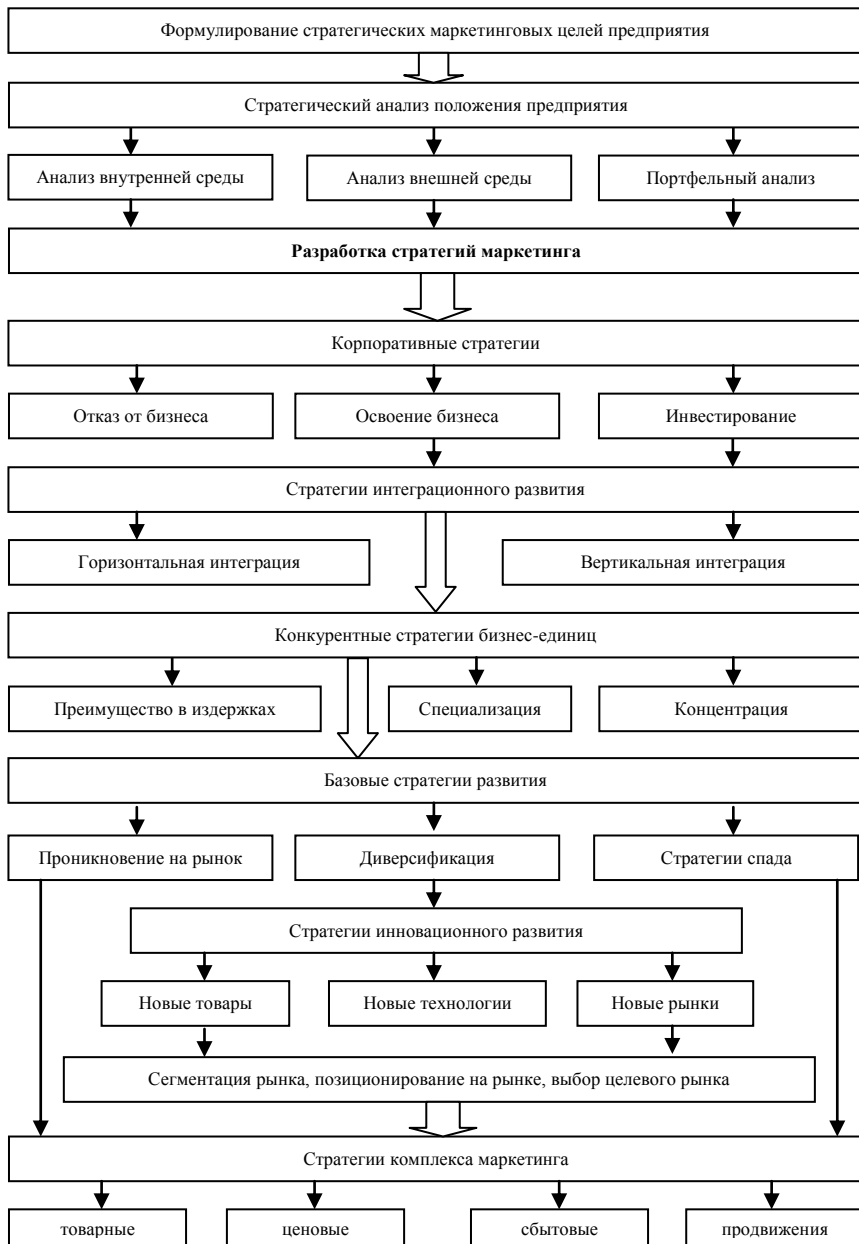 Формулирование стратегических маркетинговых целей предприятия
Стратегический анализ положения предприятия
Анализ внутренней среды
Анализ внешней среды
Портфельный анализ
Разработка стратегий маркетинга
Корпоративные стратегии
Отказ от бизнеса
Освоение бизнеса
Инвестирование
Стратегии интеграционного развития
Горизонтальная интеграция
Вертикальная интеграция
Конкурентные стратегии бизнес-единиц
Преимущество в издержках
Специализация
Концентрация
Базовые стратегии развития
Проникновение на рынок
Диверсификация
Стратегии спада
Стратегии инновационного развития
Новые товары
Новые технологии
Новые рынки
Сегментация рынка, позиционирование на рынке, выбор целевого рынка
Стратегии комплекса маркетинга
товарные
ценовые
сбытовые
продвижения